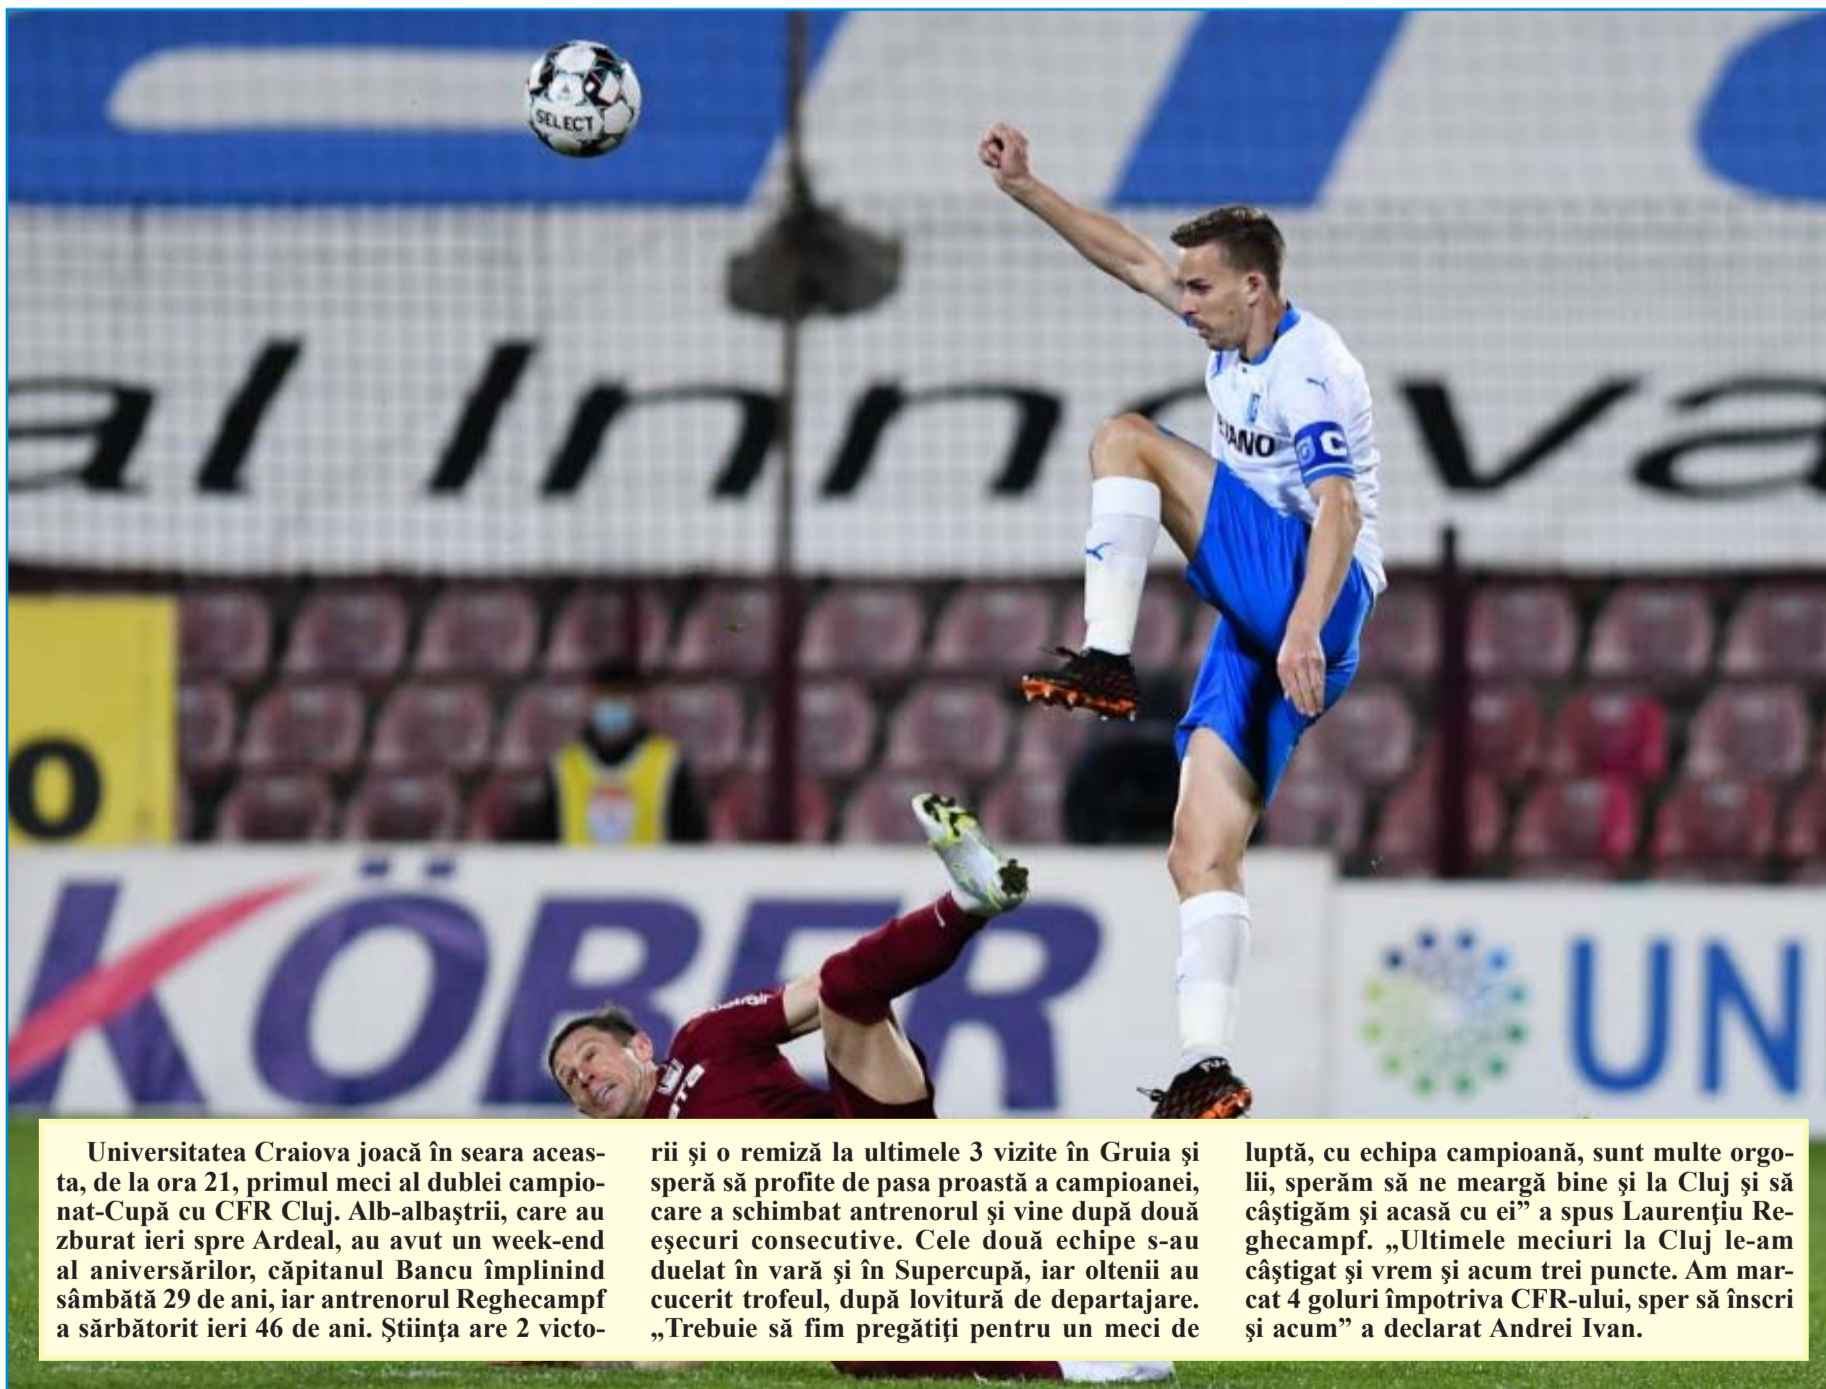 SELECT
al Innova
C
O
KÖBER
UN
Universitatea Craiova joacă în seara aceas-
ta, de la ora 21, primul meci al dublei campio-
nat-Cupă cu CFR Cluj. Alb-albaştrii, care au
zburat ieri spre Ardeal, au avut un week-end
al aniversărilor, căpitanul Bancu împlinind
sâmbătă 29 de ani, iar antrenorul Reghecampf
a sărbătorit ieri 46 de ani. Ştiinţa are 2 victo-
rii şi o remiză la ultimele 3 vizite în Gruia şi
speră să profite de pasa proastă a campioanei,
care a schimbat antrenorul şi vine după două
eşecuri consecutive. Cele două echipe s-au
duelat în vară şi în Supercupă, iar oltenii au
cucerit trofeul, după lovitură de departajare.
„Trebuie să fim pregătiţi pentru un meci de
luptă, cu echipa campioană, sunt multe orgo-
lii, sperăm să ne meargă bine şi la Cluj şi să
câştigăm şi acasă cu ei” a spus Laurenţiu Re-
ghecampf. „Ultimele meciuri la Cluj le-am
câştigat şi vrem şi acum trei puncte. Am mar-
cat 4 goluri împotriva CFR-ului, sper să înscri
şi acum” a declarat Andrei Ivan.